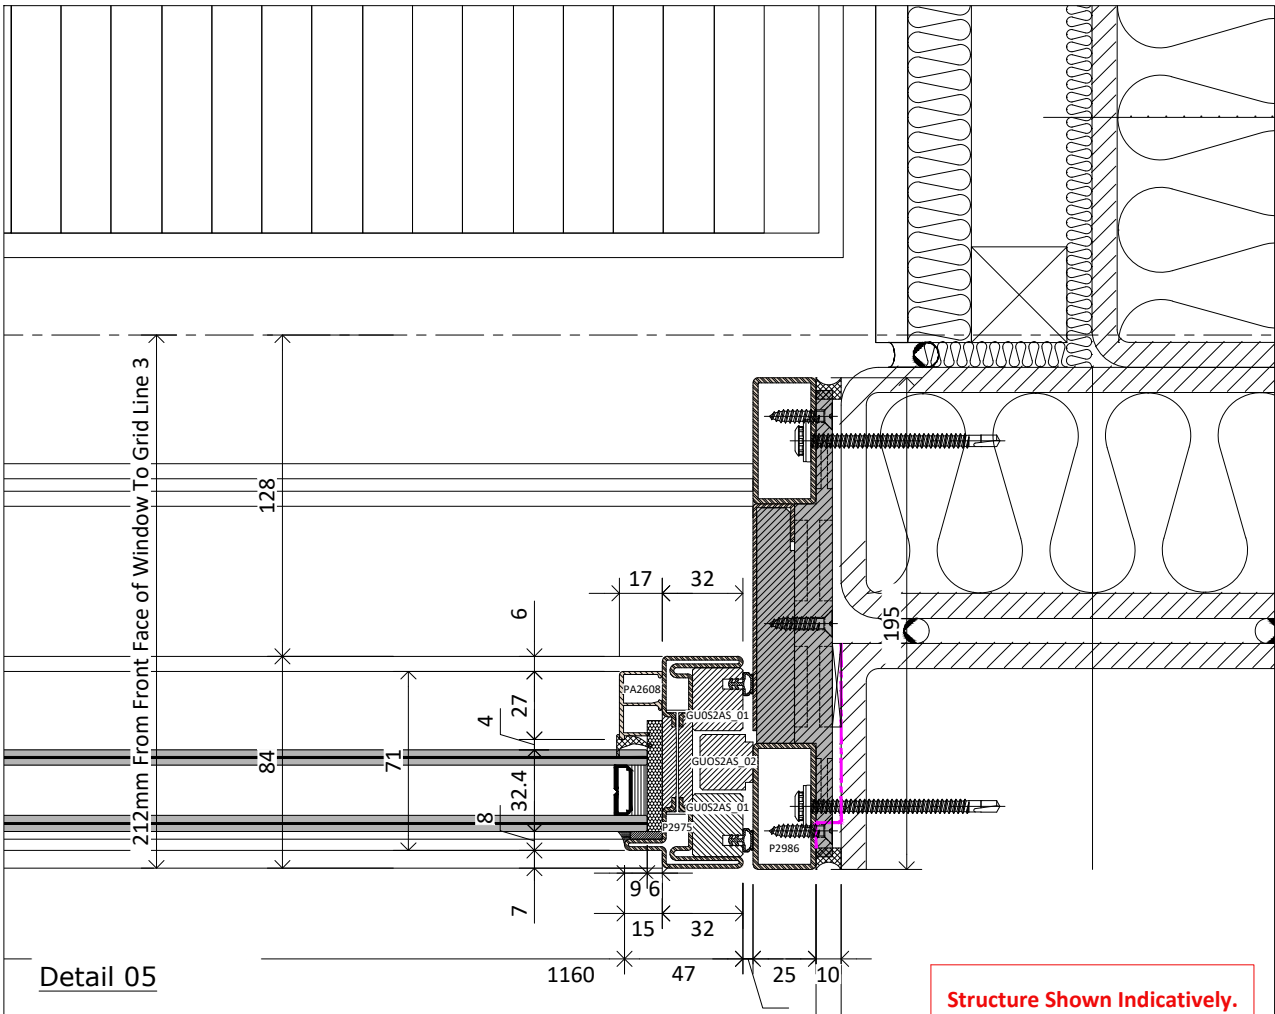 212mm From Front Face of Window To Grid Line 3
128
84
71
17
32
6
27
4
32.4
8
7
PA2608
GU0S2AS_01
GUOS2AS_02
GU0S2AS_01
P2975
P2986
195
9
6
15
32
1160
47
25
10
Detail 05
Structure Shown Indicatively.